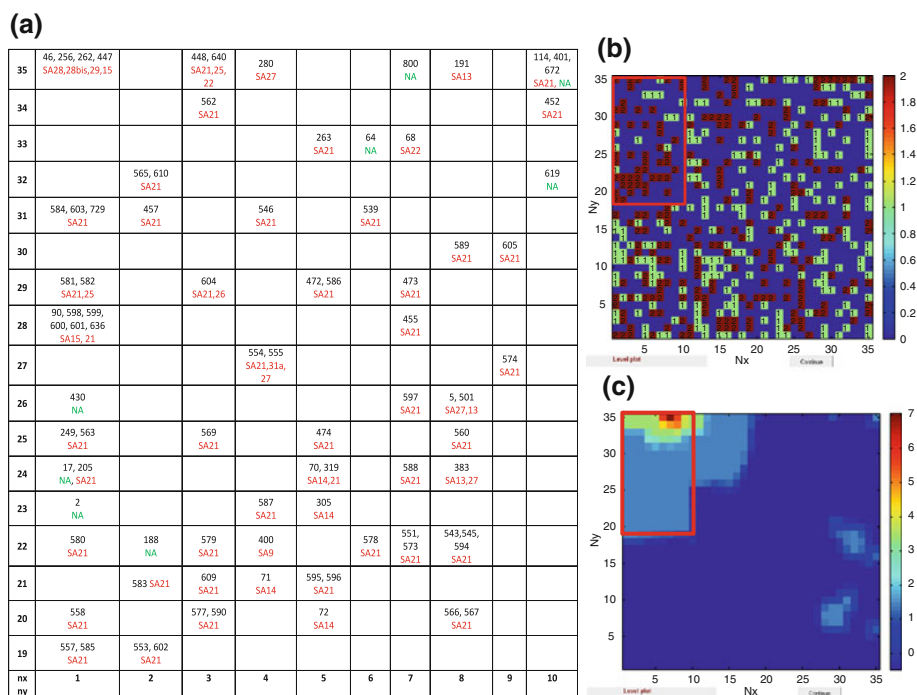 (a)
35 46, 256, 262, 447 448, 640 280 800 191 114, 401,
SA28,28bis,29,15 SA21,25, SA27 NA SA13 672
22 SA21, NA
34 562 452
SA21 SA21
33 263 64 68
SA21 NA SA22
32 565, 610 619
SA21 NA
31 584, 603, 729 457 546 539
SA21 SA21 SA21 SA21
30 589 605
SA21 SA21
29 581, 582 604 472, 586 473
SA21,25 SA21,26 SA21 SA21
28 90, 598, 599, 455
600, 601, 636 SA21
SA15, 21
27 554, 555 574
SA21,31a, SA21
27
26 430 597 5, 501
NA SA21 SA27,13
25 249, 563 569 474 560
SA21 SA21 SA21 SA21
24 17, 205 70, 319 588 383
NA, SA21 SA14,21 SA21 SA13,27
23 2 587 305
NA SA21 SA14
22 580 188 579 400 578 551, 543,545,
SA21 NA SA21 SA9 SA21 573 594
SA21 SA21
21 583 SA21 609 71 595, 596
SA21 SA14 SA21
20 558 577, 590 72 566, 567
SA21 SA21 SA14 SA21
19 557, 585 553, 602
SA21 SA21
nx 1 2 3 4 5 6 7 8 9 10
ny
(b)
35
30
25
20
15
10
5
Ny
5 10 15 20 25 30 35
Nx
Level plot
Continue
2
1.8
1.6
1.4
1.2
1
0.8
0.6
0.4
0.2
0
(c)
35
30
25
20
15
10
5
Ny
5 10 15 20 25 30 35
Nx
Level plot
Continue
7
6
5
4
3
2
1
0